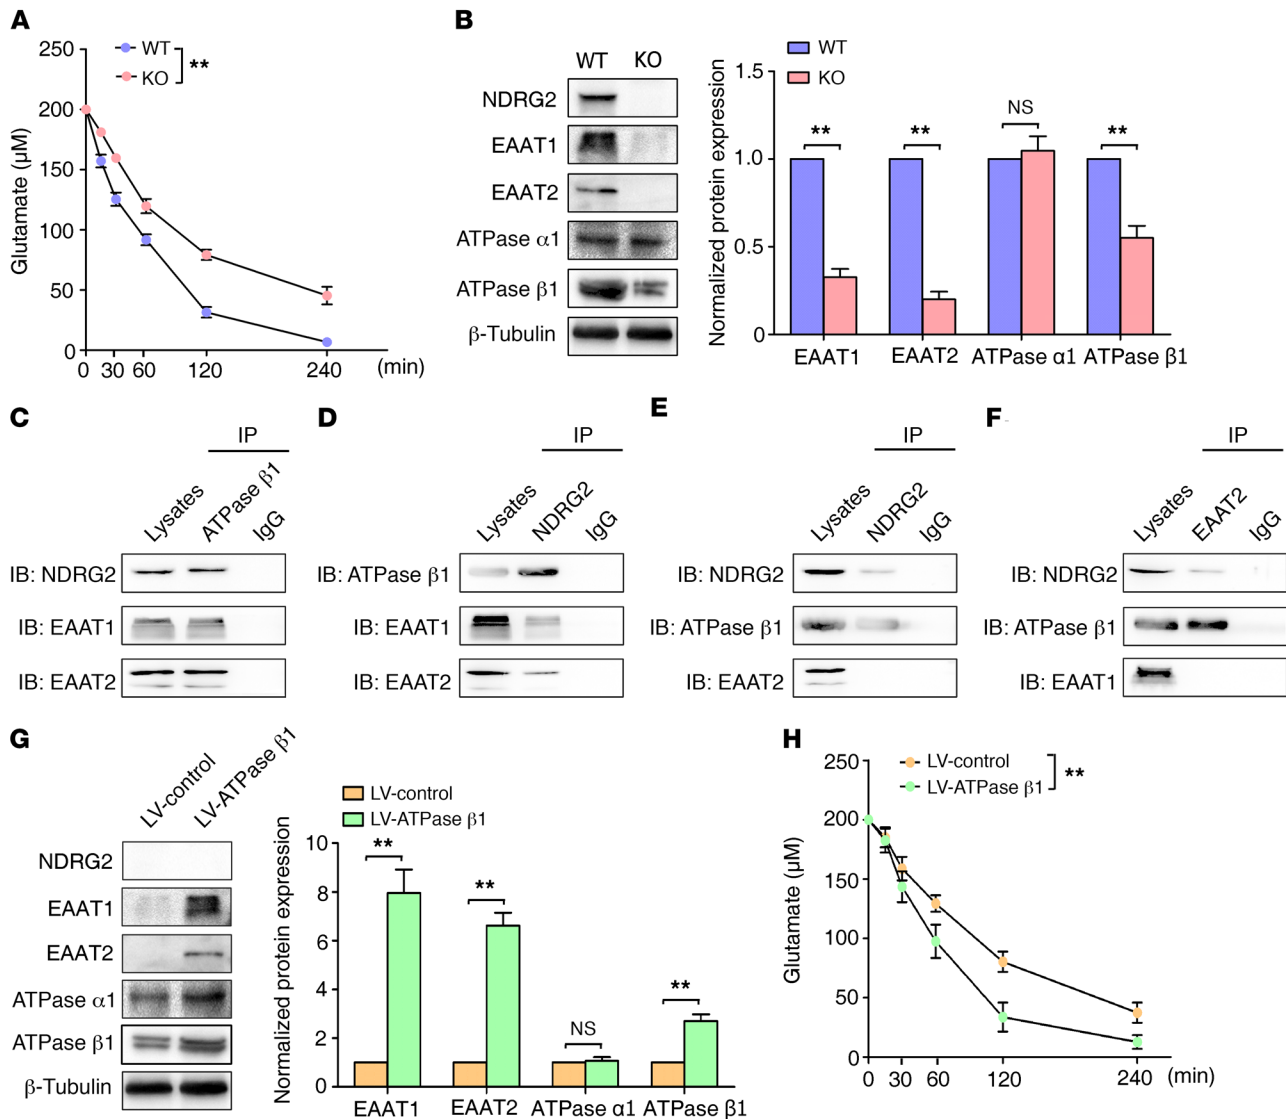 A
250
200
150
100
50
0
Glutamate (μM)
WT
KO
**
0 30 60 120 240 (min)
B
WT KO
NDRG2
EAAT1
EAAT2
ATPase α1
ATPase β1
β-Tubulin
WT
KO
1.5
1.0
0.5
0
Normalized protein expression
** ** NS **
EAAT1 EAAT2 ATPase α1 ATPase β1
C
IP
Lysates ATPase β1 IgG
IB: NDRG2
IB: EAAT1
IB: EAAT2
D
IP
Lysates NDRG2 IgG
IB: ATPase β1
IB: EAAT1
IB: EAAT2
E
IP
Lysates NDRG2 IgG
IB: NDRG2
IB: ATPase β1
IB: EAAT2
F
IP
Lysates EAAT2 IgG
IB: NDRG2
IB: ATPase β1
IB: EAAT1
G
LV-control LV-ATPase β1
NDRG2
EAAT1
EAAT2
ATPase α1
ATPase β1
β-Tubulin
LV-control
LV-ATPase β1
10
8
6
4
2
0
Normalized protein expression
** ** NS **
EAAT1 EAAT2 ATPase α1 ATPase β1
H
250
200
150
100
50
0
Glutamate (μM)
LV-control
LV-ATPase β1
**
0 30 60 120 240 (min)